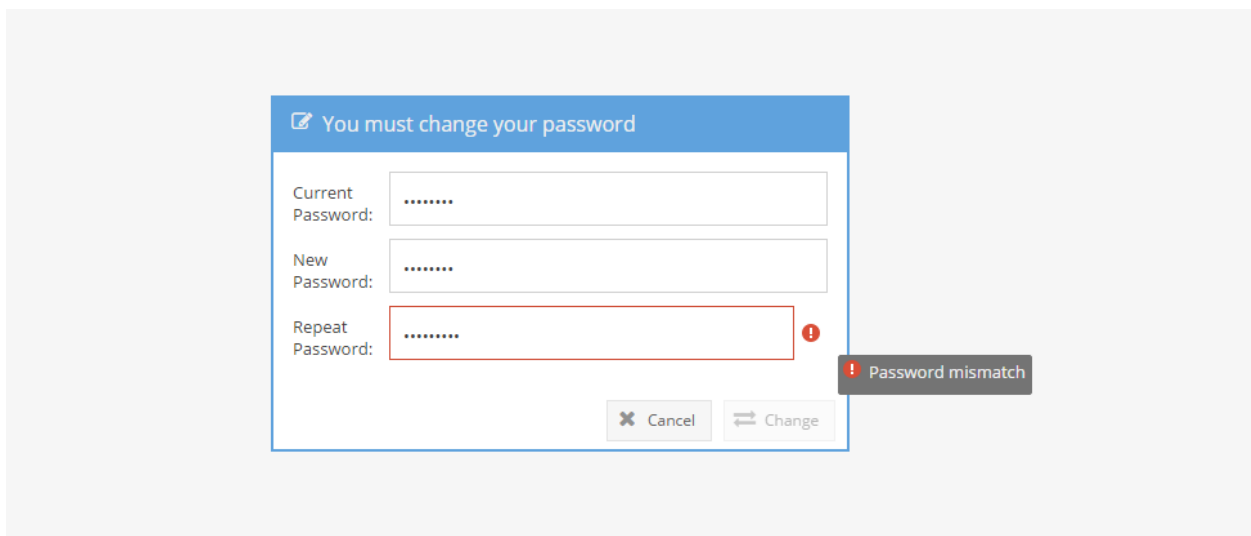 You must change your password
Current
Password:
••••••••
New
Password:
••••••••
Repeat
Password:
•••••••••
Password mismatch
Cancel
Change